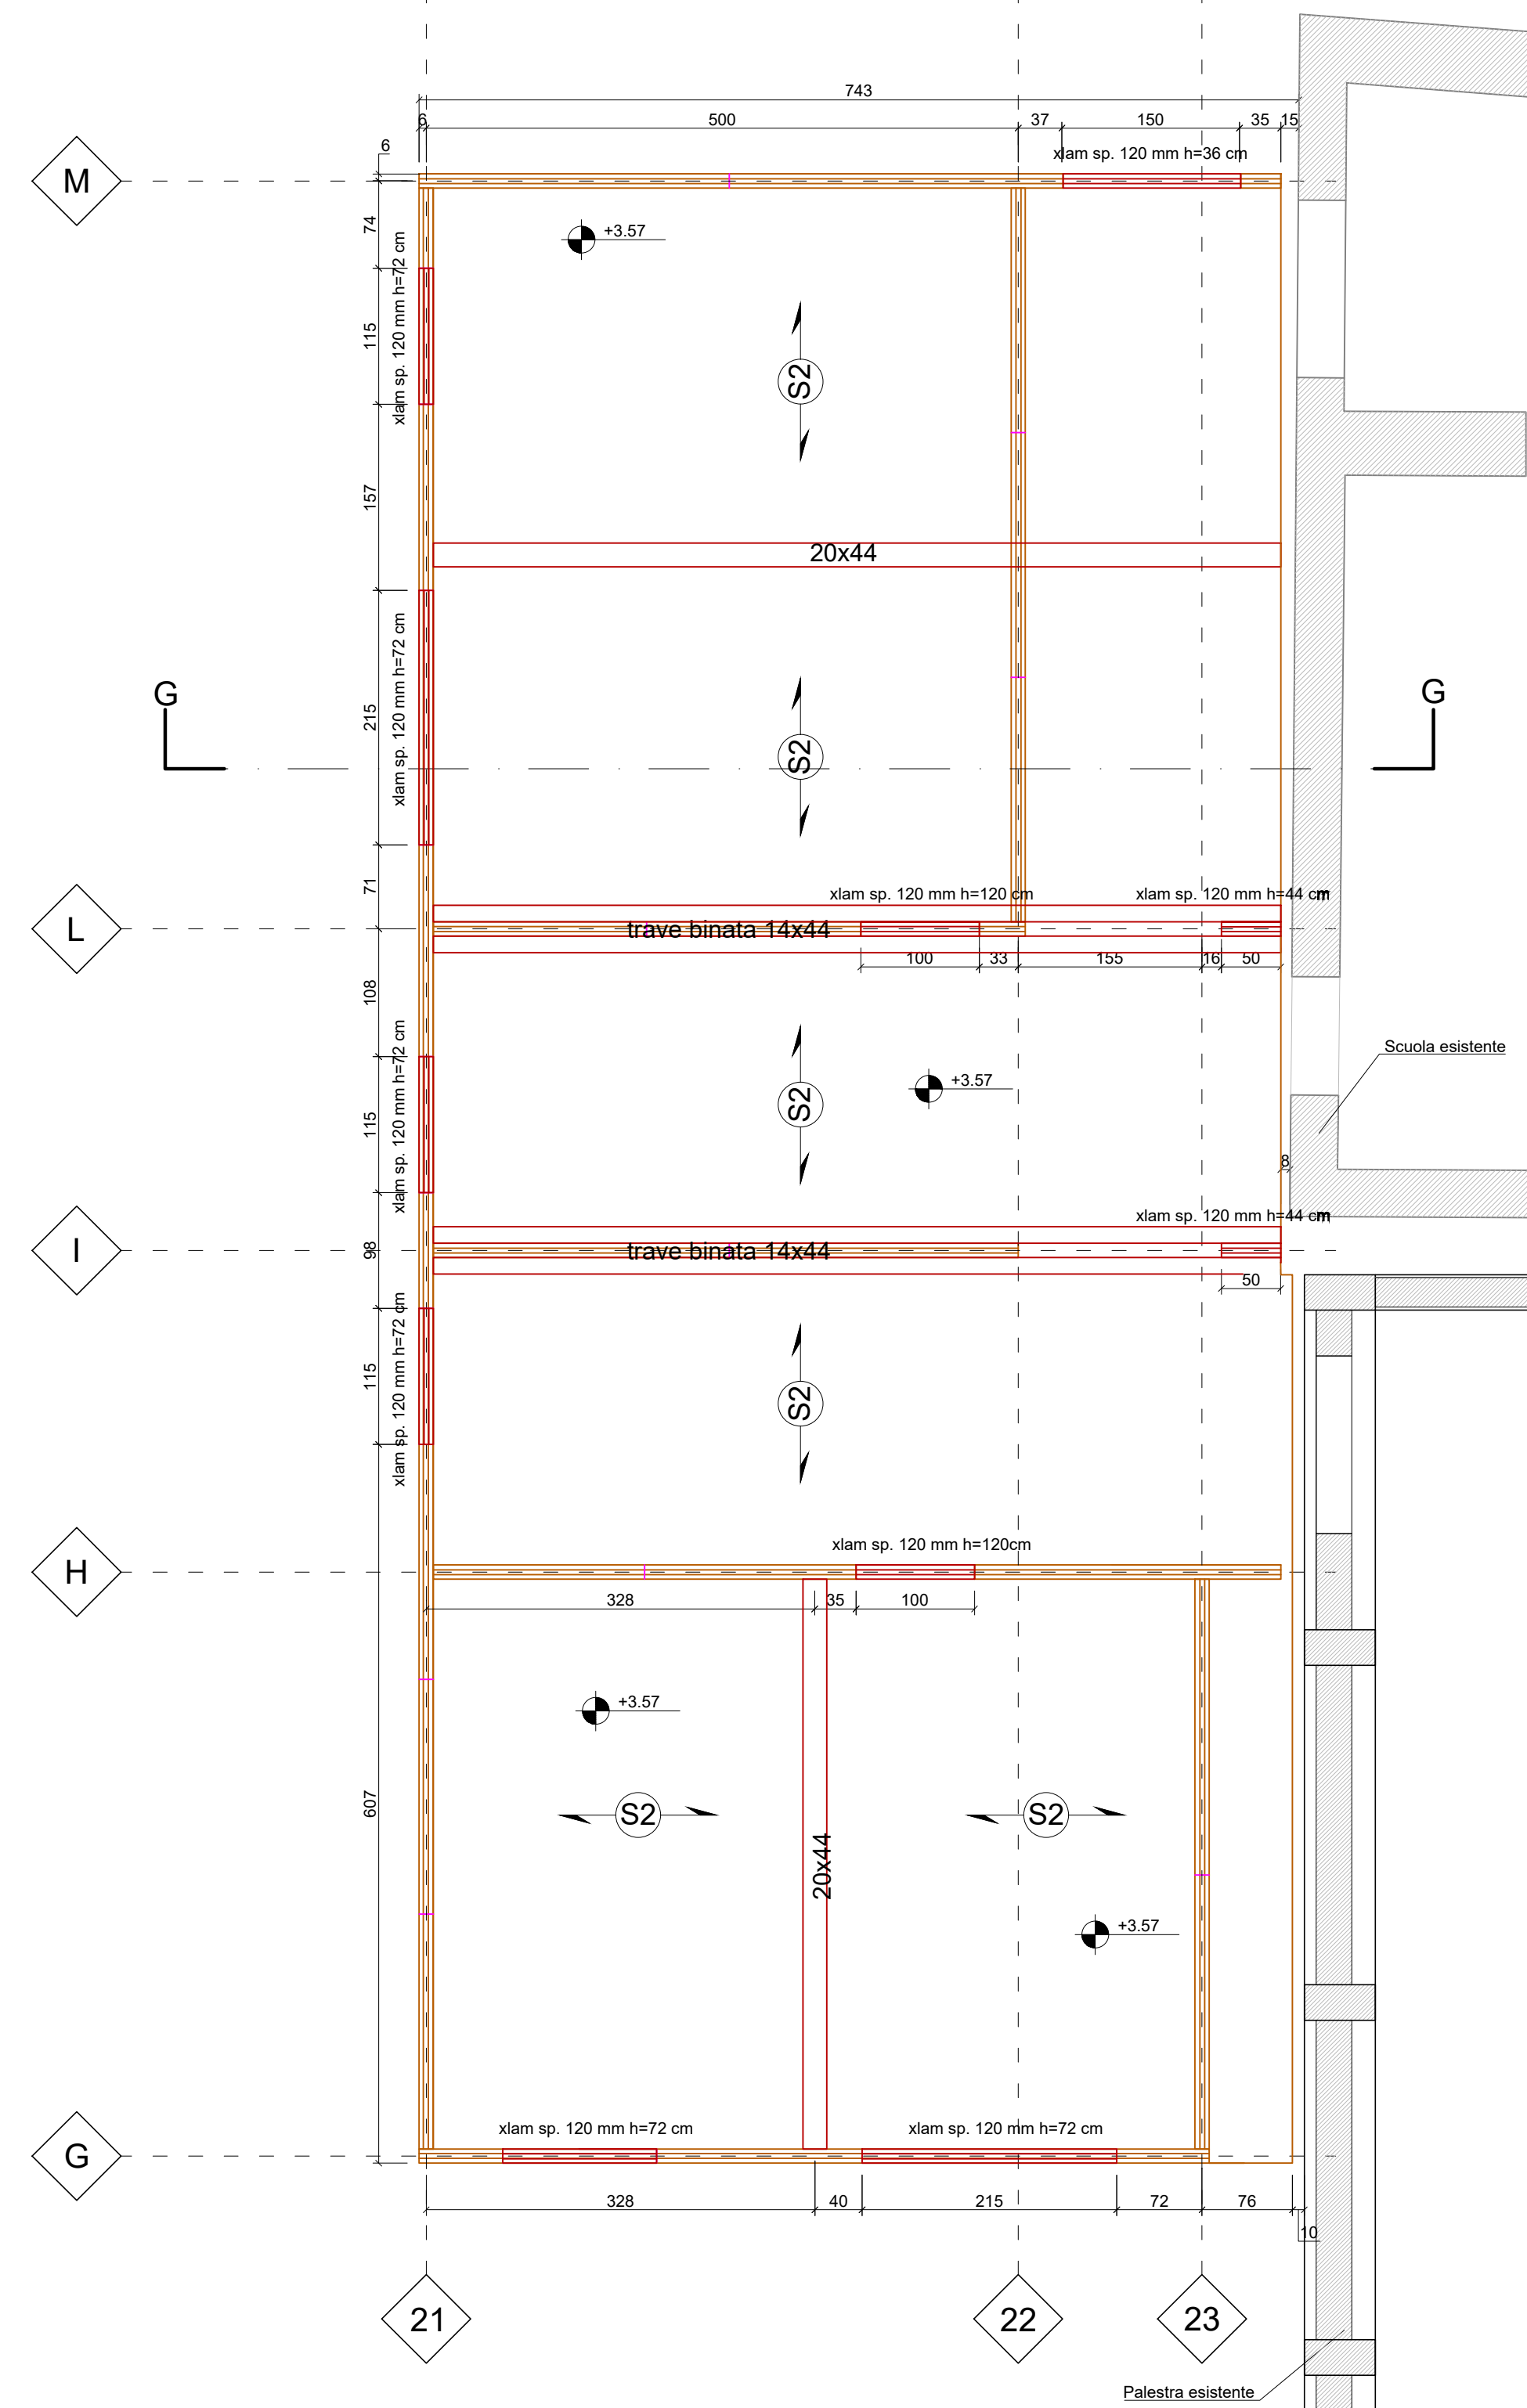 743
6
500
37
150
35
15
6
xlam sp. 120 mm h=36 cm
M
74
+3.57
xlam sp. 120 mm h=72 cm
115
S2
157
20x44
xlam sp. 120 mm h=72 cm
215
G
G
S2
71
xlam sp. 120 mm h=120 cm
xlam sp. 120 mm h=44 cm
L
trave binata 14x44
100
33
155
16
50
108
xlam sp. 120 mm h=72 cm
115
S2
+3.57
Scuola esistente
8
xlam sp. 120 mm h=44 cm
I
98
trave binata 14x44
50
xlam sp. 120 mm h=72 cm
115
S2
xlam sp. 120 mm h=120cm
H
328
35
100
+3.57
607
S2
S2
20x44
+3.57
xlam sp. 120 mm h=72 cm
xlam sp. 120 mm h=72 cm
G
328
40
215
72
76
10
21
22
23
Palestra esistente